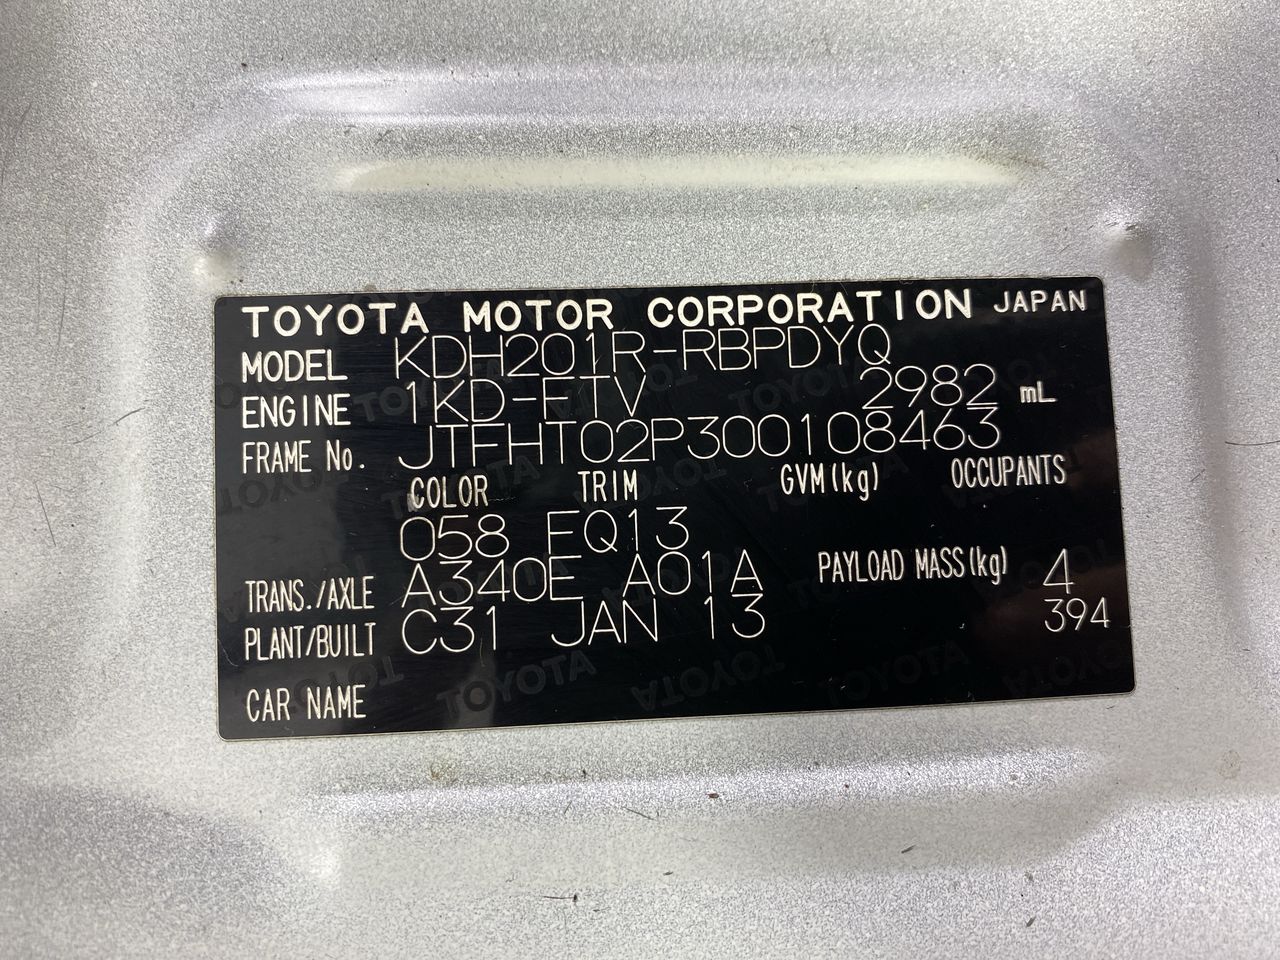 TOYOTA MOTOR CORPORATION JAPAN
MODEL KDH201R-RBPDYQ
ENGINE 1KD-FTV 2982 mL
FRAME No. JTFHT02P300108463
COLOR TRIM GVM(kg) OCCUPANTS
058 FQ13
TRANS./AXLE A340E A01A PAYLOAD MASS(kg) 4
PLANT/BUILT C31 JAN 13 394
CAR NAME